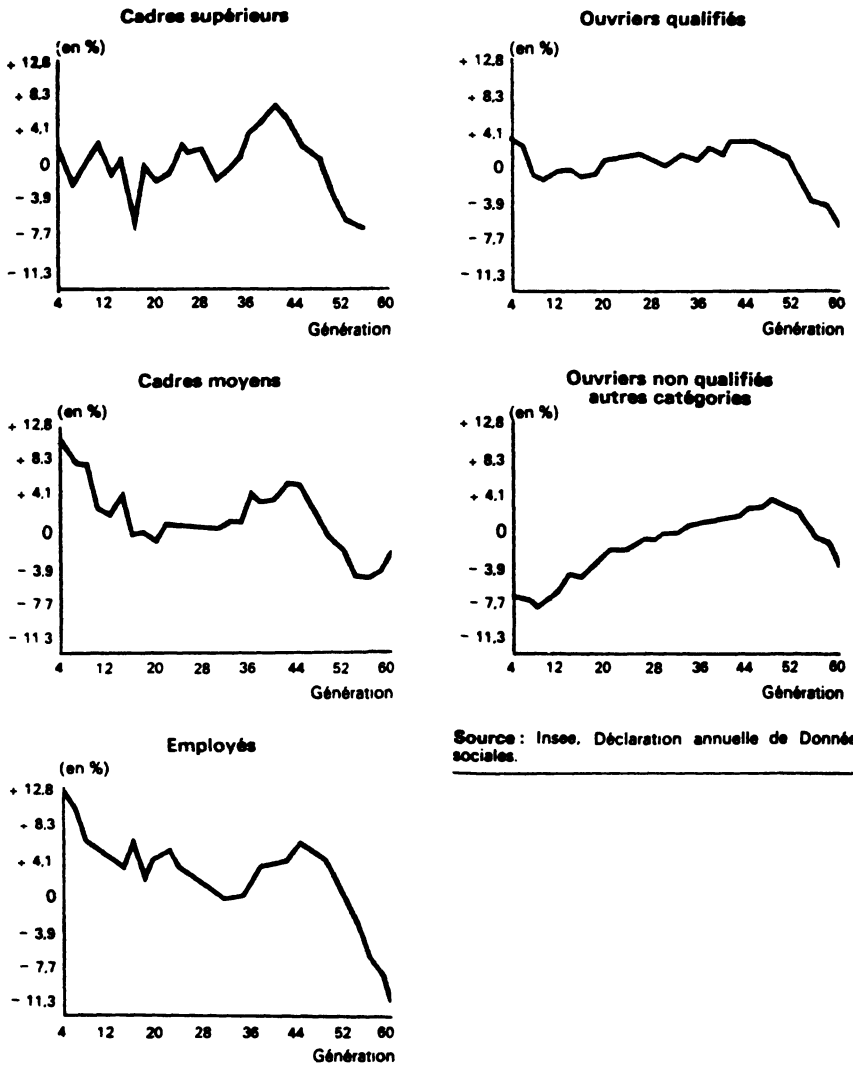 Cadres supérieurs
(en %)
+ 12.8
+ 8,3
+ 4,1
0
- 3.9
- 7.7
- 11.3
4 12 20 28 36 44 52 60
Génération
Ouvriers qualifiés
(en %)
+ 12.8
+ 8,3
+ 4,1
0
- 3.9
- 7.7
- 11.3
4 12 20 28 36 44 52 60
Génération
Cadres moyens
(en %)
+ 12.8
+ 8.3
+ 4,1
0
- 3.9
- 7.7
- 11.3
4 12 20 28 36 44 52 60
Génération
Ouvriers non qualifiés
autres catégories
(en %)
+ 12.8
+ 8.3
+ 4,1
0
- 3.9
- 7.7
- 11.3
4 12 20 28 36 44 52 60
Génération
Employés
(en %)
+ 12.8
+ 8,3
+ 4,1
0
- 3.9
- 7.7
- 11.3
4 12 20 28 36 44 52 60
Génération
Source : Insee, Déclaration annuelle de Donnée
sociales.